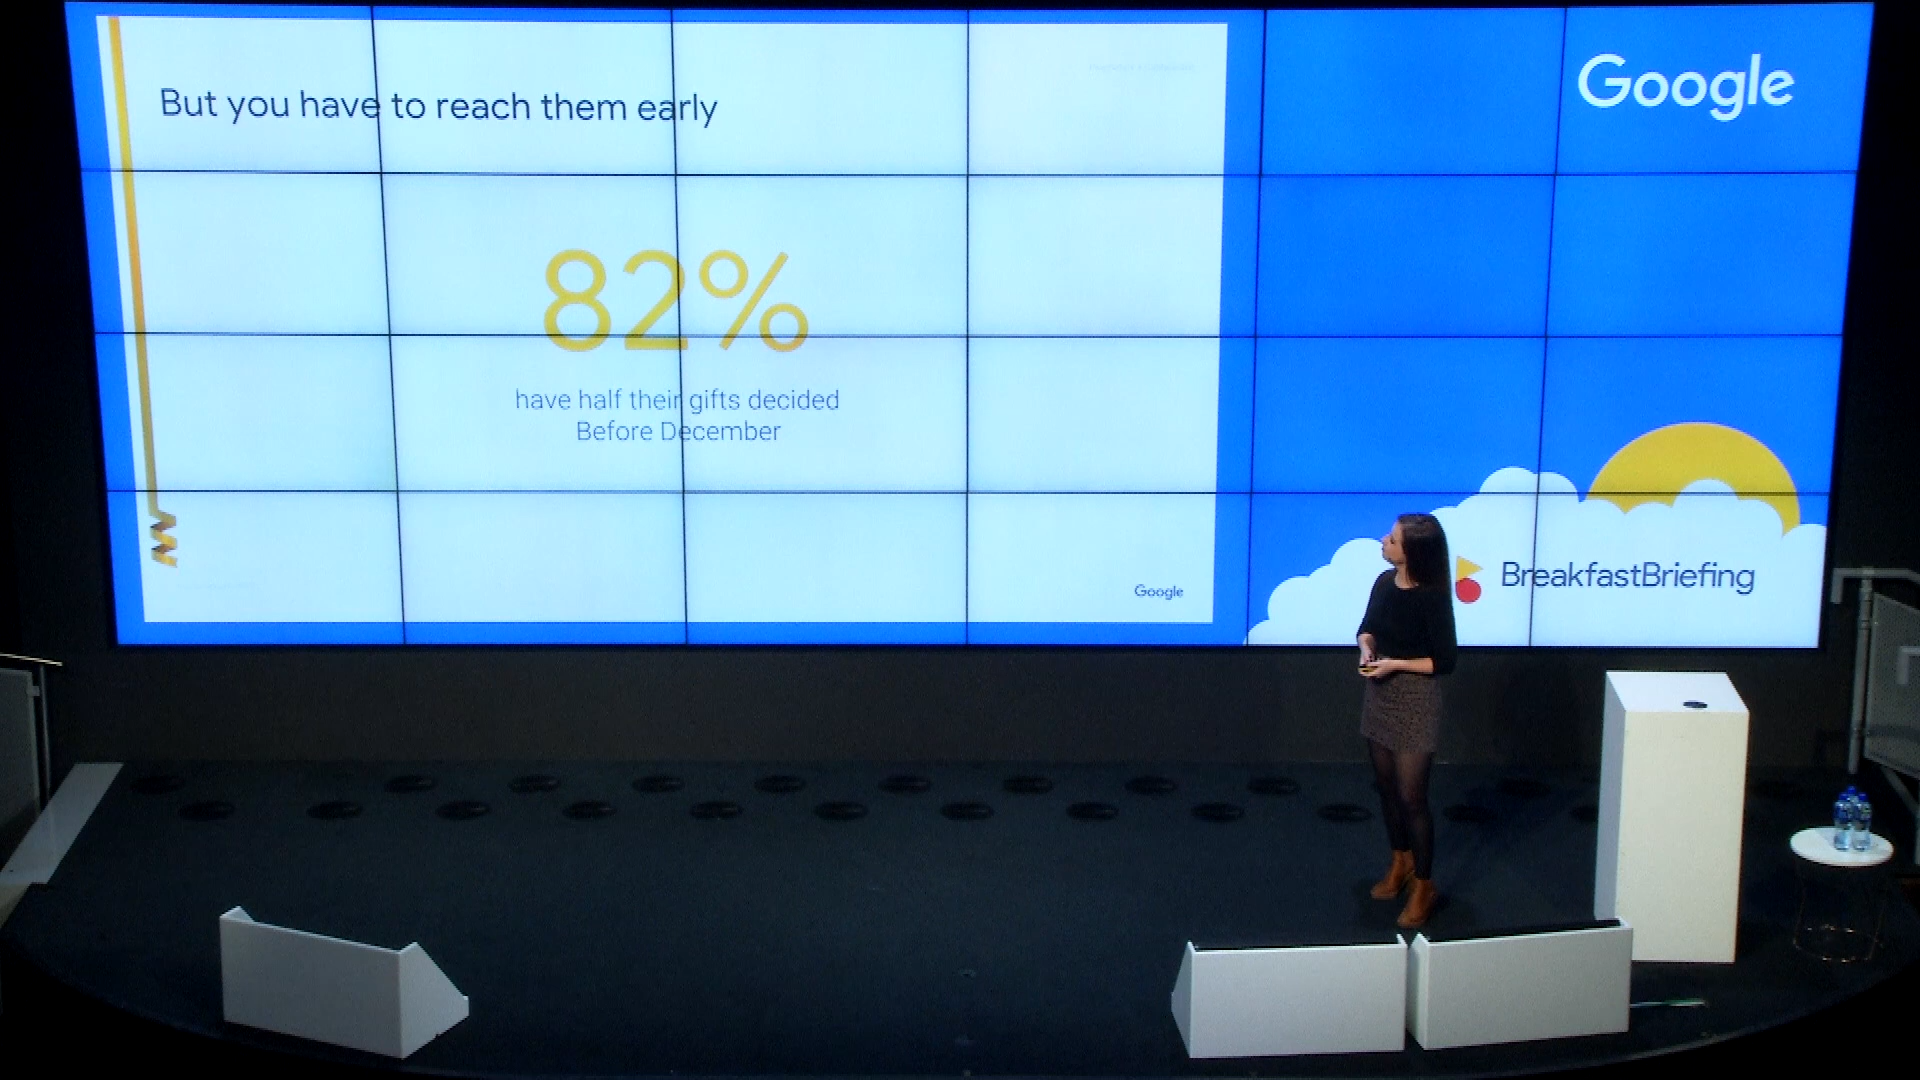 But you have to reach them early
82%
have half their gifts decided
Before December
Google
Google
BreakfastBriefing